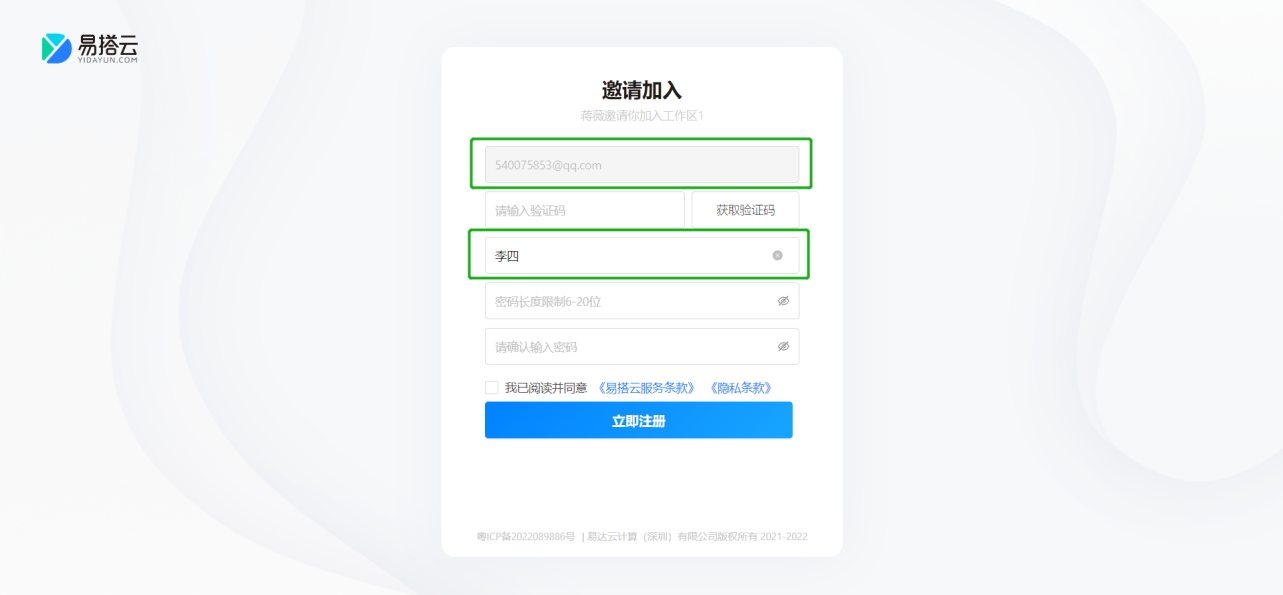 易搭云
YIDAYUN.COM
邀请加入
蒋薇邀请你加入工作区1
540075853@qq.com
请输入验证码 获取验证码
李四
密码长度限制6-20位
请确认输入密码
我已阅读并同意 《易搭云服务条款》 《隐私条款》
立即注册
粤ICP备2022089886号 | 易达云计算（深圳）有限公司版权所有 2021-2022